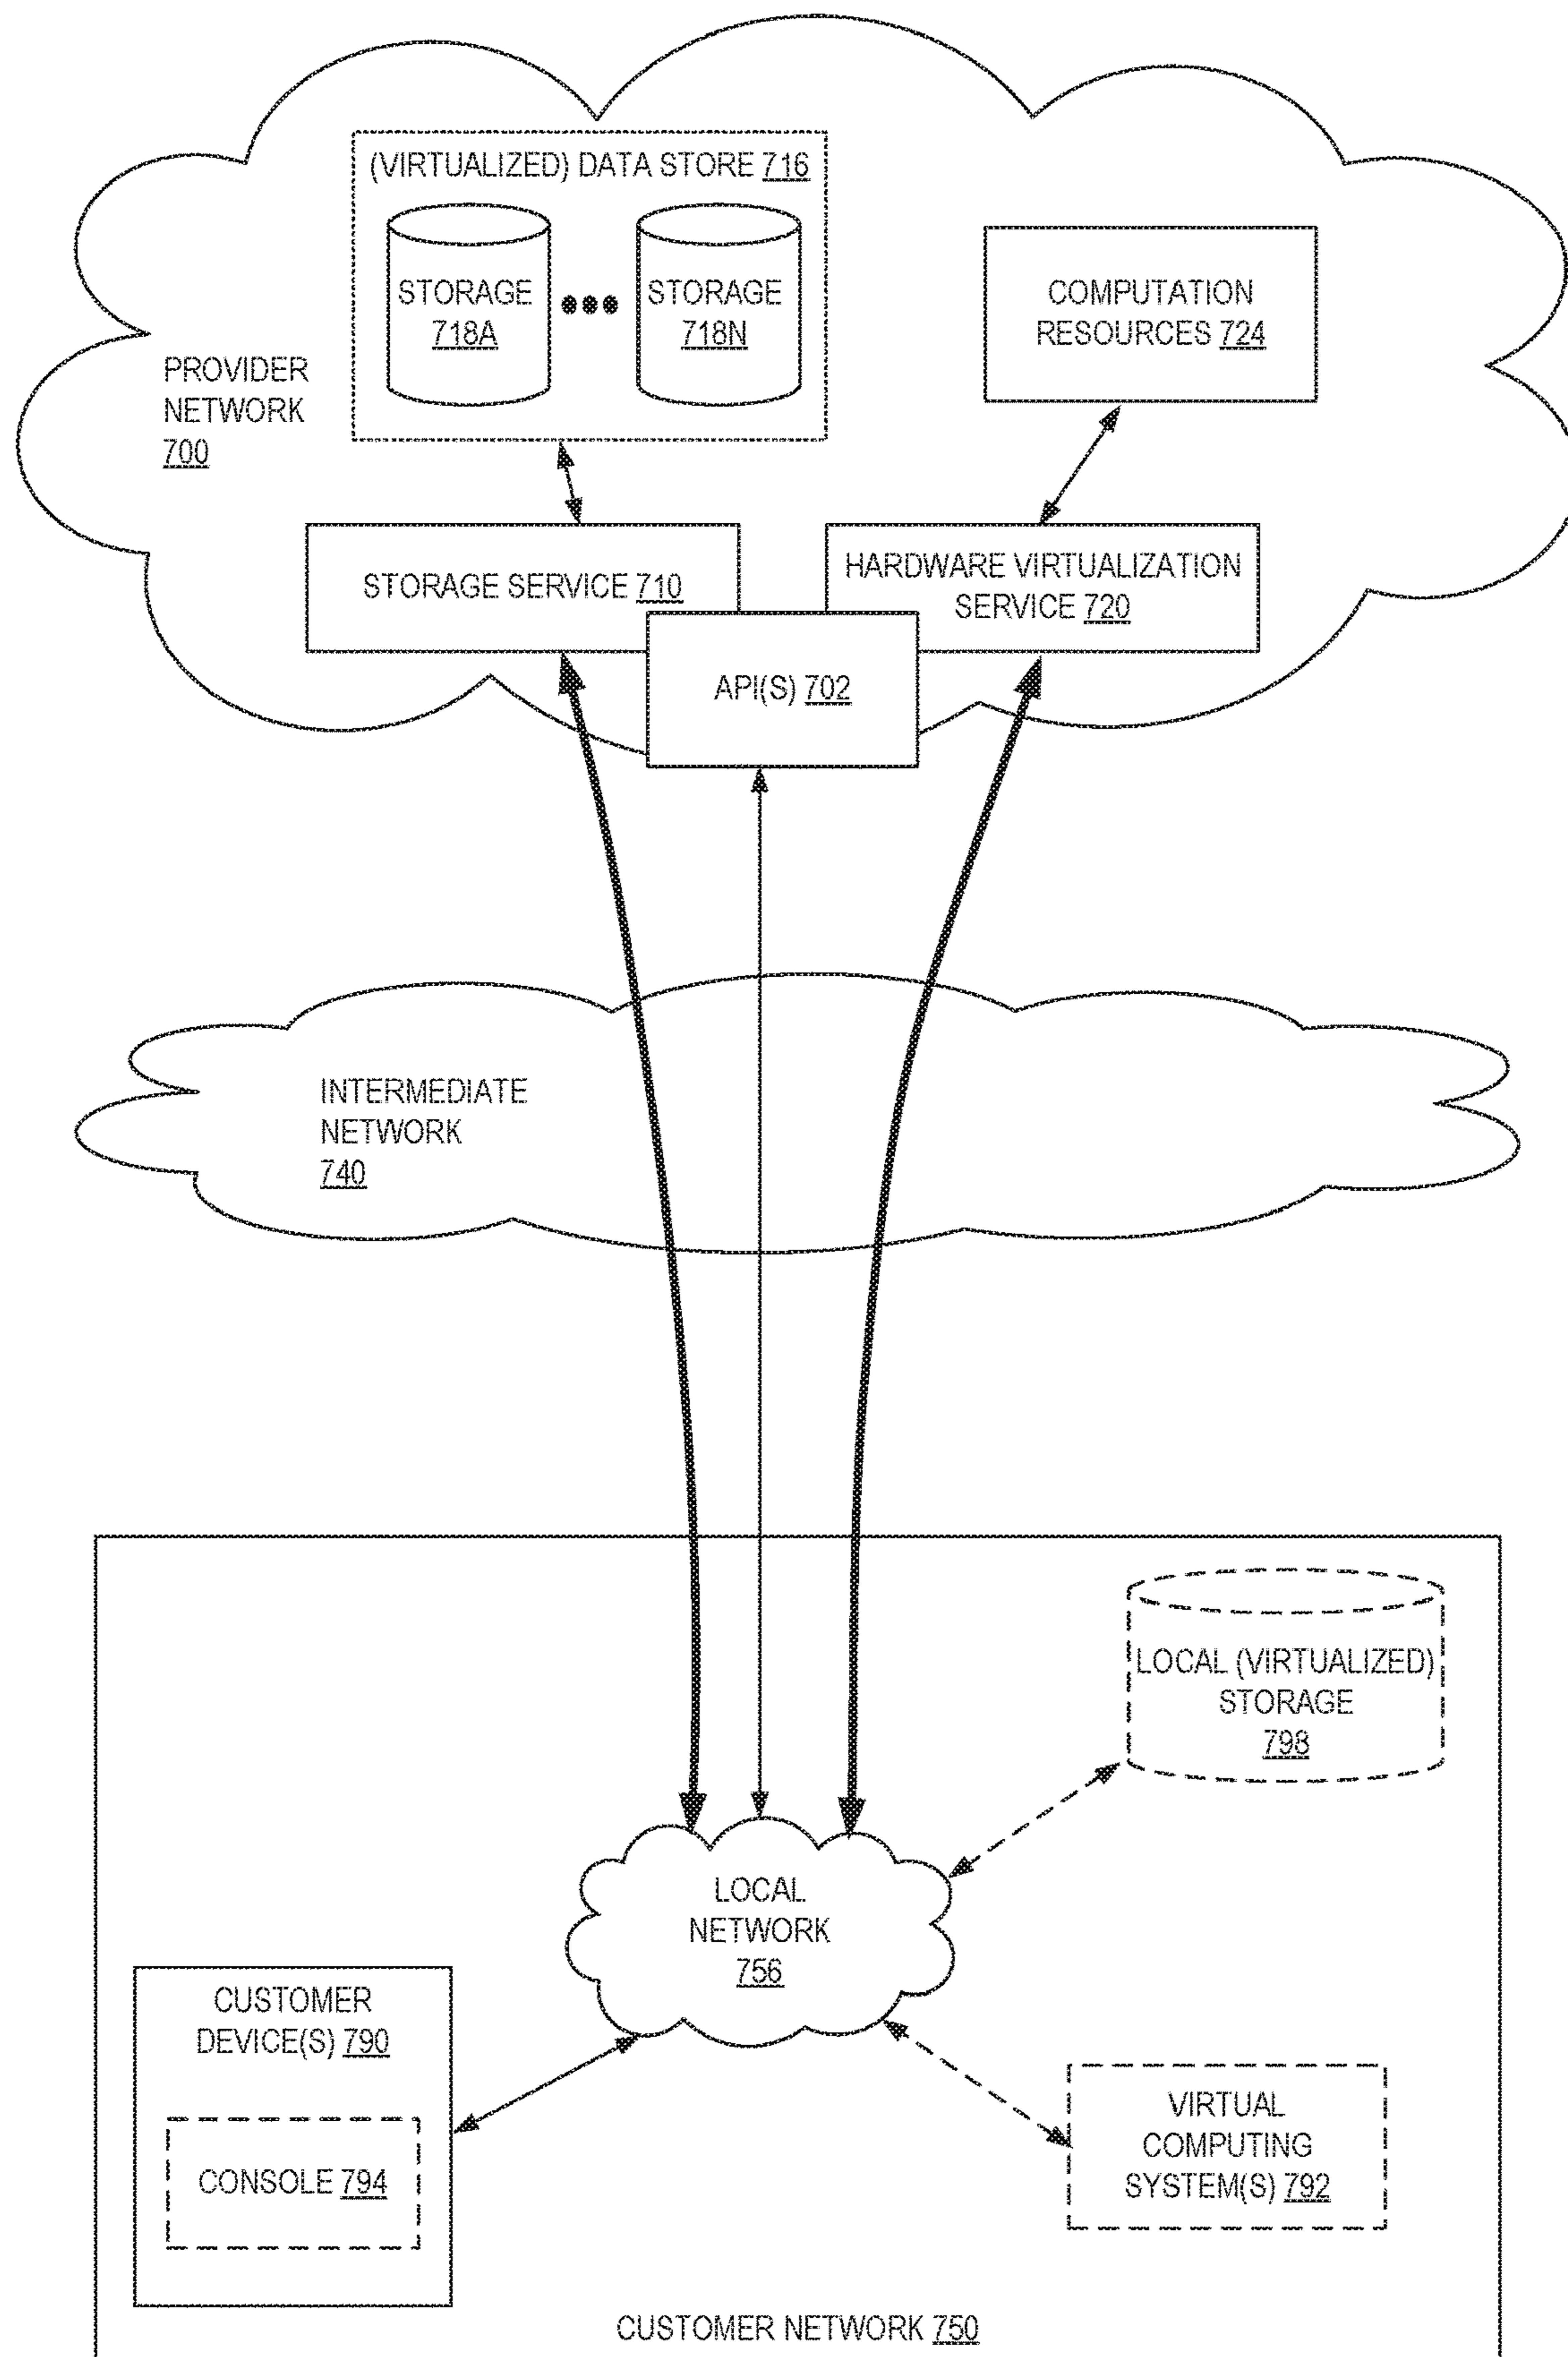 (VIRTUALIZED) DATA STORE 716
STORAGE
718A
STORAGE
718N
COMPUTATION
RESOURCES 724
PROVIDER
NETWORK
700
STORAGE SERVICE 710
HARDWARE VIRTUALIZATION
SERVICE 720
API(S) 702
INTERMEDIATE
NETWORK
740
LOCAL (VIRTUALIZED)
STORAGE
798
LOCAL
NETWORK
756
CUSTOMER
DEVICE(S) 790
CONSOLE 794
VIRTUAL
COMPUTING
SYSTEM(S) 792
CUSTOMER NETWORK 750